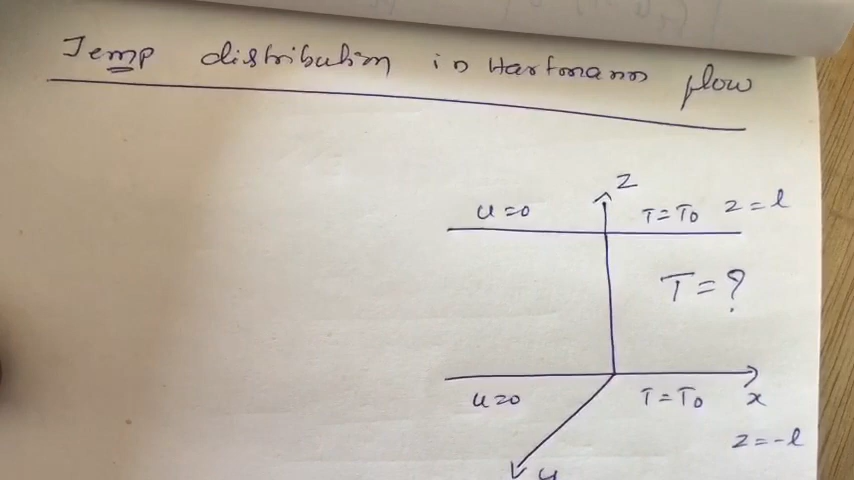 Temp distribution in Hartmann flow
z
u=0 T=T0 z=l
T=?
u=0 T=T0 x
z=-l
y